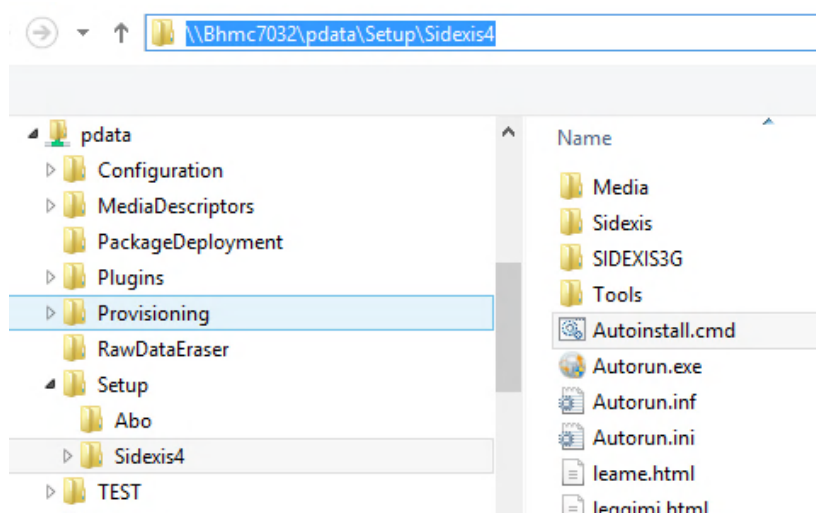 \\Bhmc7032\pdata\Setup\Sidexis4
pdata
Configuration
MediaDescriptors
PackageDeployment
Plugins
Provisioning
RawDataEraser
Setup
Abo
Sidexis4
TEST
Name
Media
Sidexis
SIDEXIS3G
Tools
Autoinstall.cmd
Autorun.exe
Autorun.inf
Autorun.ini
leame.html
leggimi.html